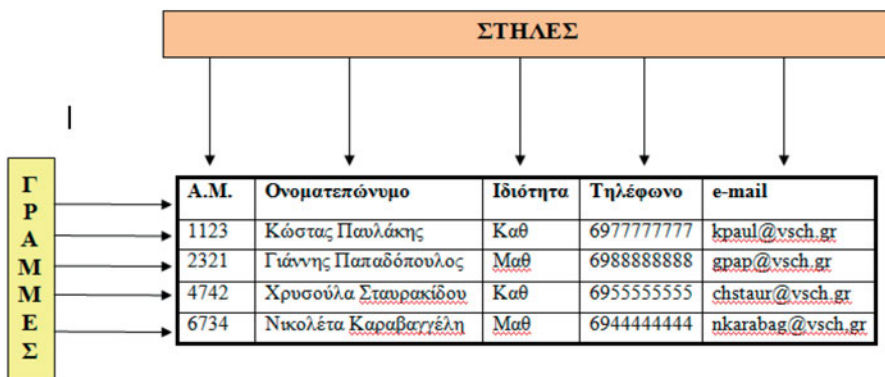 ΣΤΗΛΕΣ
ΓΡΑΜΜΕΣ
Α.Μ. Ονοματεπώνυμο Ιδιότητα Τηλέφωνο e-mail
1123 Κώστας Παυλάκης Καθ 6977777777 kpaul@vsch.gr
2321 Γιάννης Παπαδόπουλος Μαθ 6988888888 gpap@vsch.gr
4742 Χρυσούλα Σταυρακίδου Καθ 6955555555 chstaur@vsch.gr
6734 Νικολέτα Καραβαγγέλη Μαθ 6944444444 nkarabag@vsch.gr